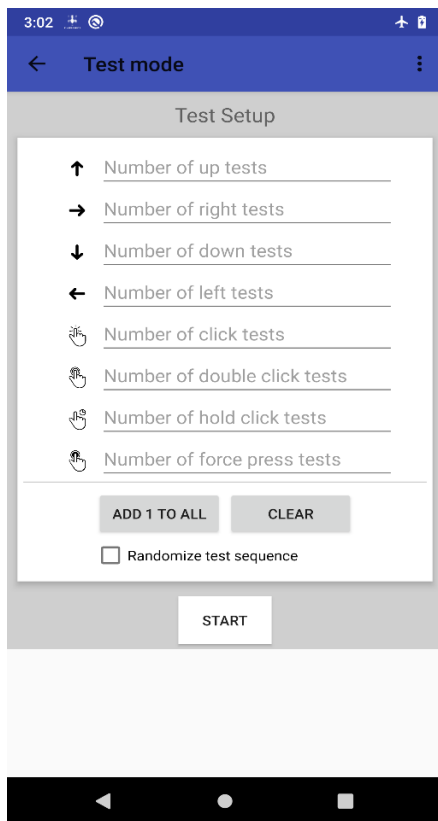 3:02
Test mode
Test Setup
Number of up tests
Number of right tests
Number of down tests
Number of left tests
Number of click tests
Number of double click tests
Number of hold click tests
Number of force press tests
ADD 1 TO ALL CLEAR
Randomize test sequence
START